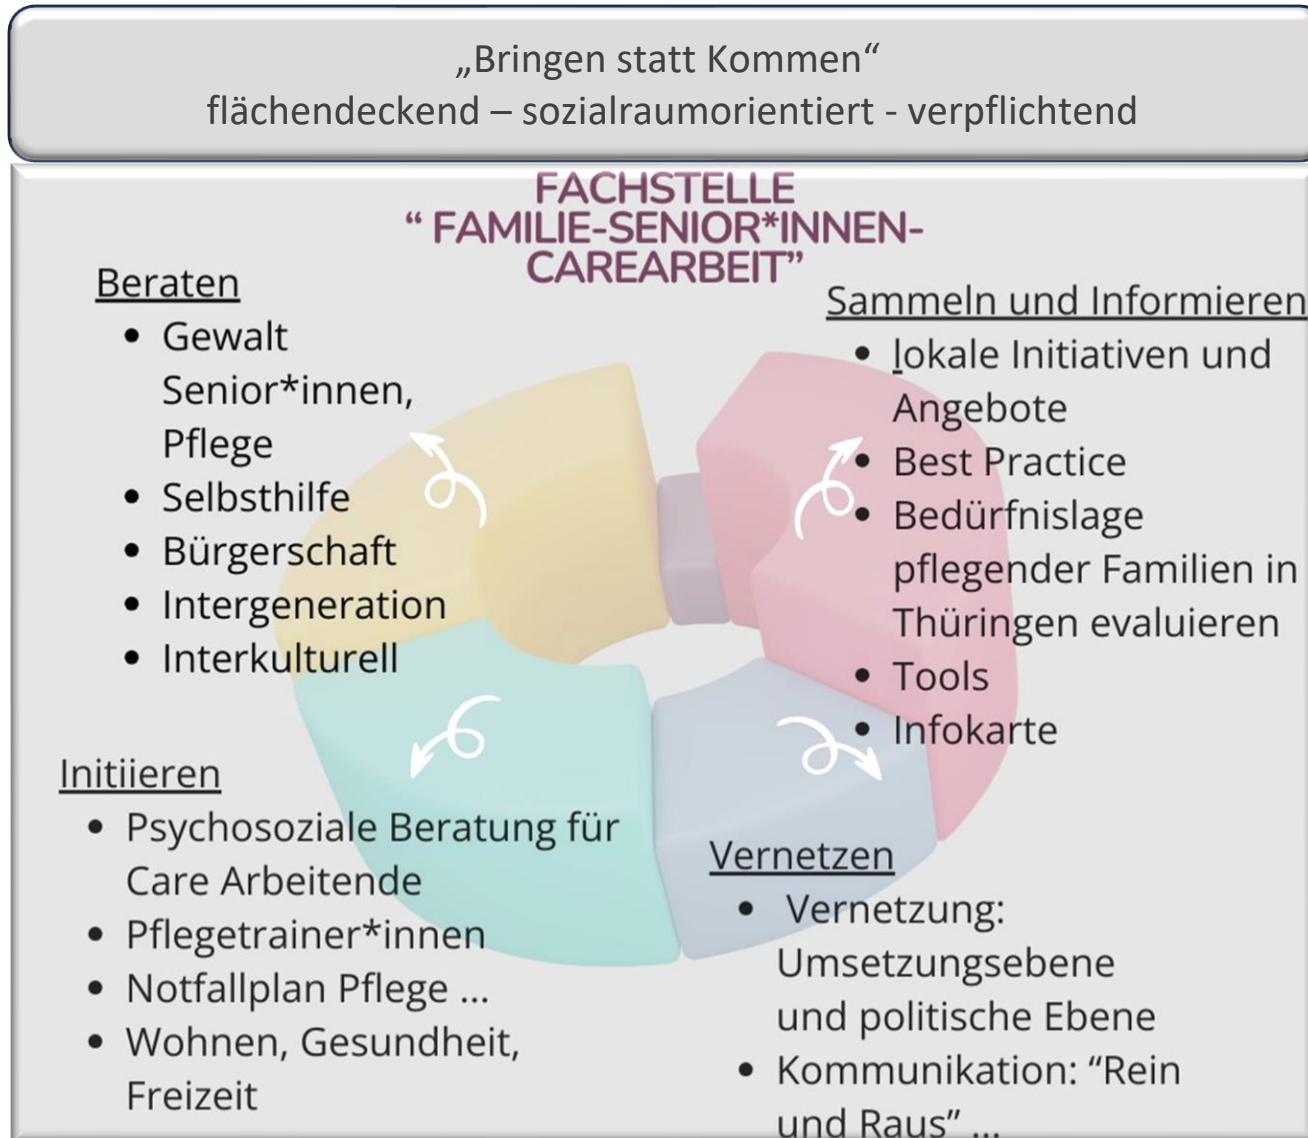 „Bringen statt Kommen“
flächendeckend – sozialraumorientiert - verpflichtend
FACHSTELLE
“ FAMILIE-SENIOR*INNEN-
CAREARBEIT”
Beraten
• Gewalt
Senior*innen,
Pflege
• Selbsthilfe
• Bürgerschaft
• Intergeneration
• Interkulturell
Sammeln und Informieren
• lokale Initiativen und
Angebote
• Best Practice
• Bedürfnislage
pflegender Familien in
Thüringen evaluieren
• Tools
• Infokarte
Initiieren
• Psychosoziale Beratung für
Care Arbeitende
• Pflegetrainer*innen
• Notfallplan Pflege ...
• Wohnen, Gesundheit,
Freizeit
Vernetzen
• Vernetzung:
Umsetzungsebene
und politische Ebene
• Kommunikation: “Rein
und Raus” ...